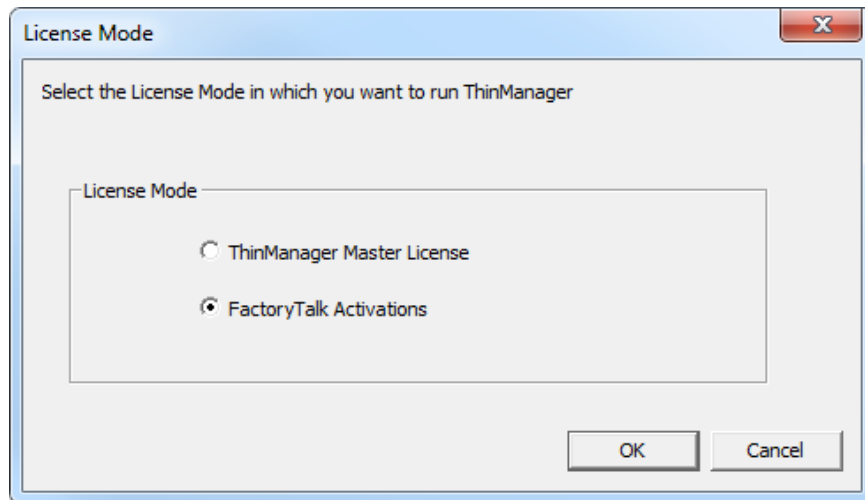 License Mode
Select the License Mode in which you want to run ThinManager
License Mode
ThinManager Master License
FactoryTalk Activations
OK
Cancel